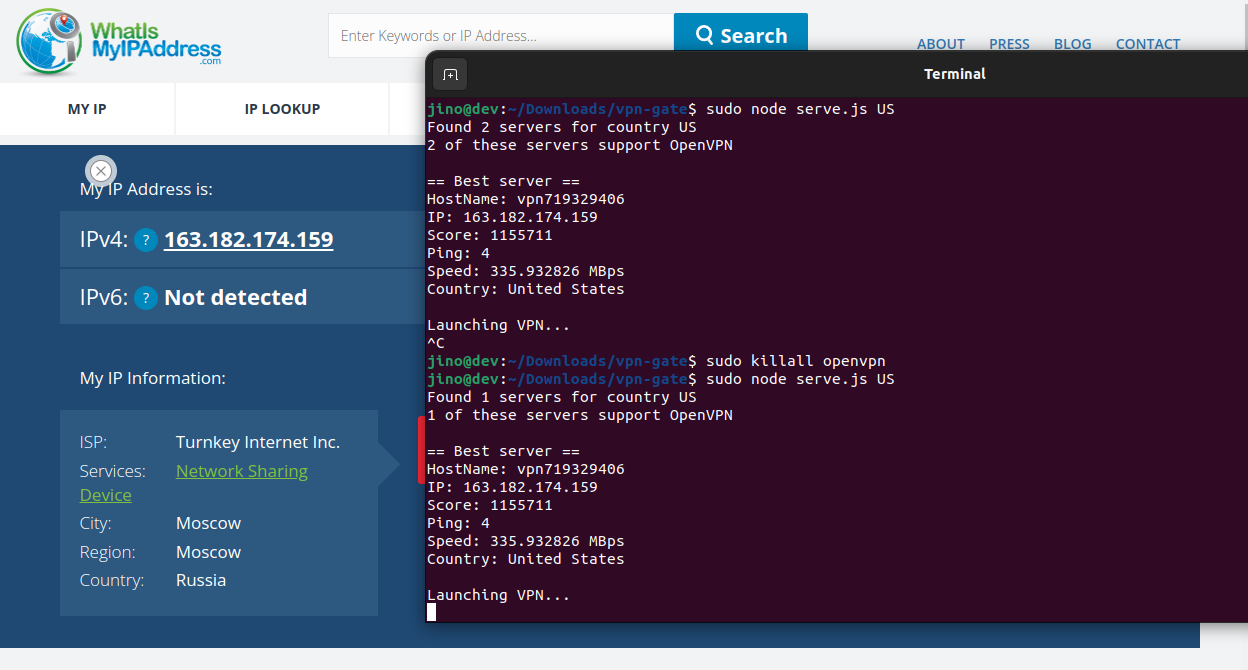 WhatIs
MyIPAddress
.com
Enter Keywords or IP Address...
Search
ABOUT PRESS BLOG CONTACT
MY IP IP LOOKUP
My IP Address is:
IPv4: ? 163.182.174.159
IPv6: ? Not detected
My IP Information:
ISP: Turnkey Internet Inc.
Services: Network Sharing
Device
City: Moscow
Region: Moscow
Country: Russia
Terminal
jino@dev:~/Downloads/vpn-gate$ sudo node serve.js US
Found 2 servers for country US
2 of these servers support OpenVPN
== Best server ==
HostName: vpn719329406
IP: 163.182.174.159
Score: 1155711
Ping: 4
Speed: 335.932826 MBps
Country: United States
Launching VPN...
^C
jino@dev:~/Downloads/vpn-gate$ sudo killall openvpn
jino@dev:~/Downloads/vpn-gate$ sudo node serve.js US
Found 1 servers for country US
1 of these servers support OpenVPN
== Best server ==
HostName: vpn719329406
IP: 163.182.174.159
Score: 1155711
Ping: 4
Speed: 335.932826 MBps
Country: United States
Launching VPN...